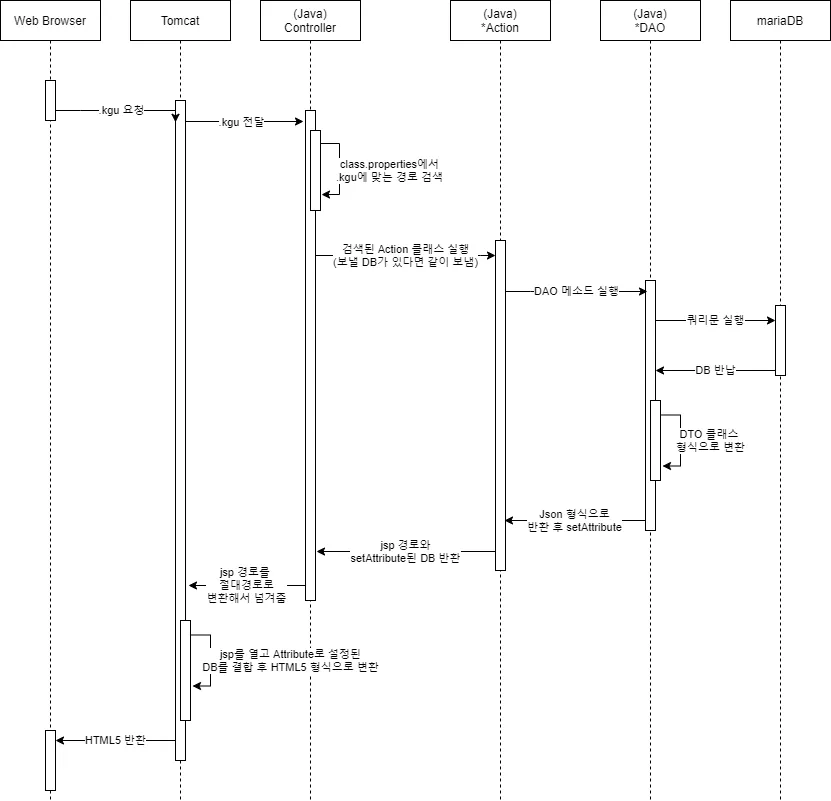 Web Browser
Tomcat
(Java)
Controller
(Java)
*Action
(Java)
*DAO
mariaDB
.kgu 요청
.kgu 전달
class.properties에서
.kgu에 맞는 경로 검색
검색된 Action 클래스 실행
(보낼 DB가 있다면 같이 보냄)
DAO 메소드 실행
쿼리문 실행
DB 반납
DTO 클래스
형식으로 변환
Json 형식으로
반환 후 setAttribute
jsp 경로와
setAttribute된 DB 반환
jsp 경로를
절대경로로
변환해서 넘겨줌
jsp를 열고 Attribute로 설정된
DB를 결합 후 HTML5 형식으로 변환
HTML5 반환